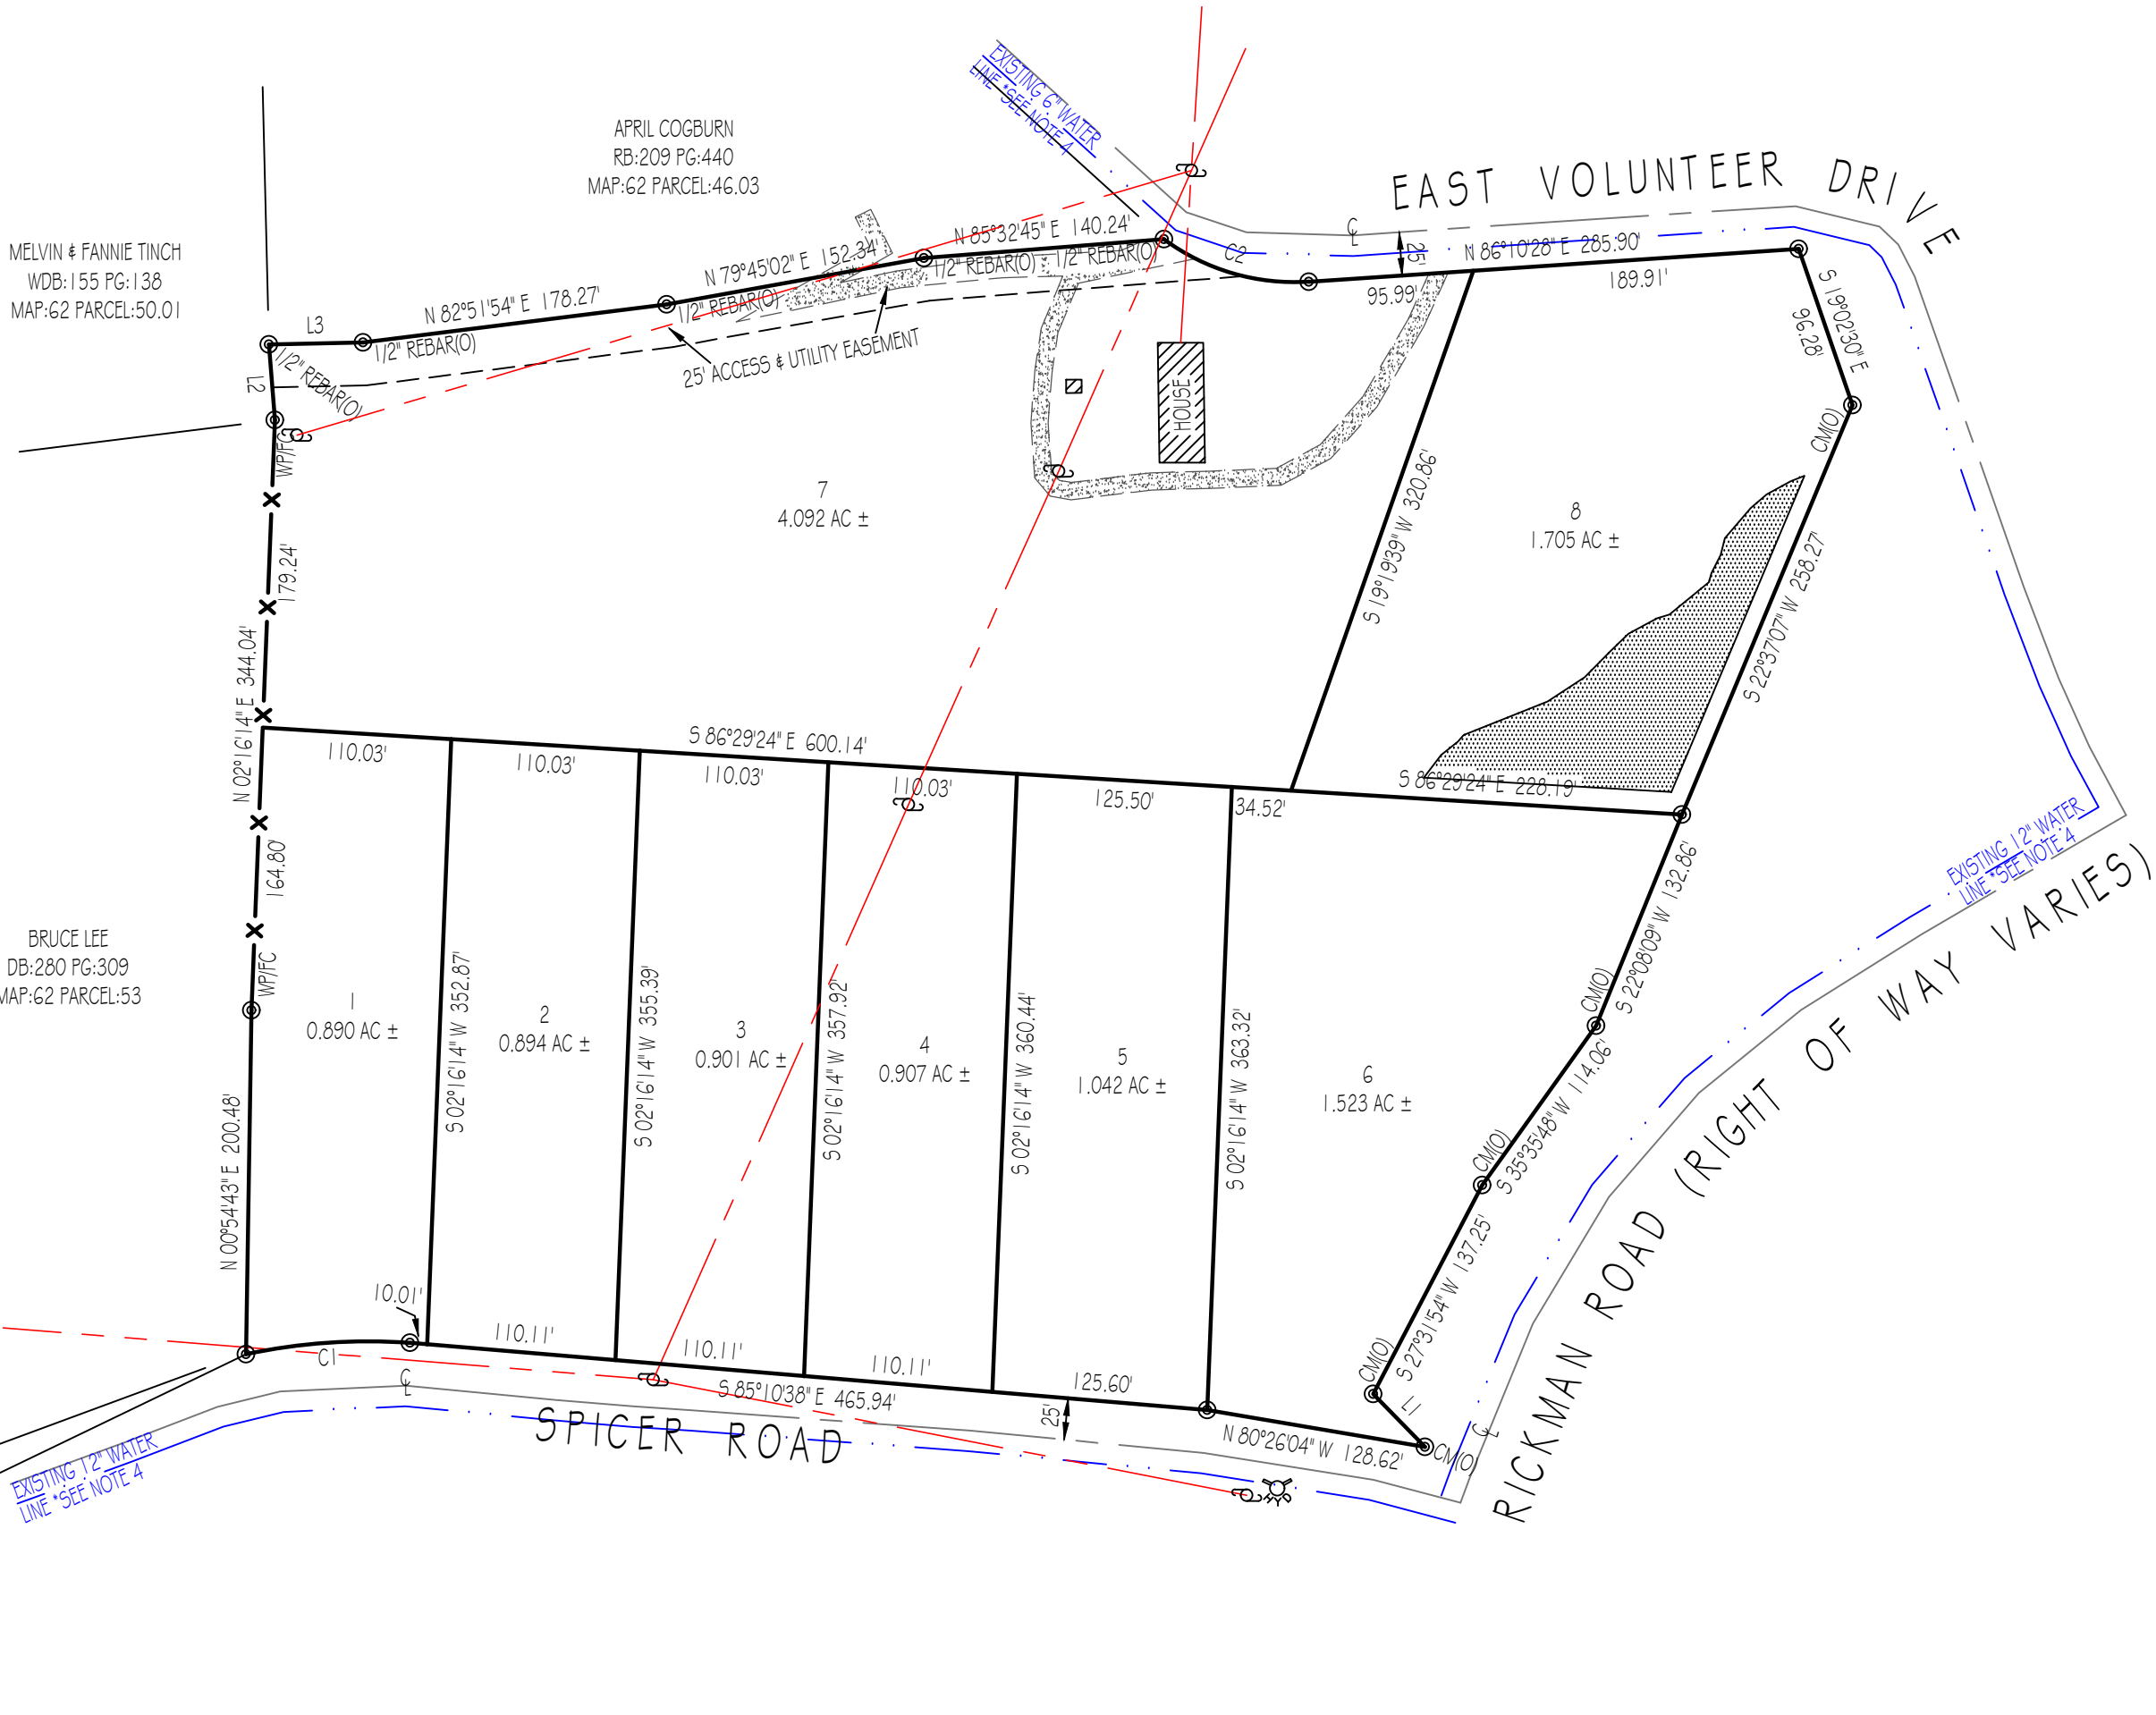 EXISTING 6" WATER
LINE *SEE NOTE 4
APRIL COGBURN
RB:209 PG:440
MAP:62 PARCEL:46.03
EAST VOLUNTEER DRIVE
MELVIN & FANNIE TINCH
WDB:155 PG:138
MAP:62 PARCEL:50.01
N 85°32'45" E 140.24'
1/2" REBAR(O)
1/2" REBAR(O)
C2
℄
25'
N 86°10'28" E 285.90'
95.99'
189.91'
S 19°02'30" E
96.28'
N 79°45'02" E 152.34'
1/2" REBAR(O)
N 82°51'54" E 178.27'
1/2" REBAR(O)
L3
L2
1/2" REBAR(O)
25' ACCESS & UTILITY EASEMENT
HOUSE
CM(O)
WP/FC
179.24'
7
4.092 AC ±
S 19°19'39" W 320.86'
8
1.705 AC ±
S 22°37'07" W 258.27'
N 02°16'14" E 344.04'
S 86°29'24" E 600.14'
S 86°29'24" E 228.19'
110.03'
110.03'
110.03'
110.03'
125.50'
34.52'
164.80'
WP/FC
BRUCE LEE
DB:280 PG:309
MAP:62 PARCEL:53
EXISTING 12" WATER
LINE *SEE NOTE 4
S 22°08'09" W 132.86'
CM(O)
1
0.890 AC ±
S 02°16'14" W 352.87'
2
0.894 AC ±
S 02°16'14" W 355.39'
3
0.901 AC ±
S 02°16'14" W 357.92'
4
0.907 AC ±
S 02°16'14" W 360.44'
5
1.042 AC ±
S 02°16'14" W 363.32'
6
1.523 AC ±
S 35°35'48" W 114.06'
CM(O)
S 27°31'54" W 137.25'
CM(O)
L1
CM(O)
N 00°54'43" E 200.48'
10.01'
C1
℄
110.11'
110.11'
110.11'
125.60'
S 85°10'38" E 465.94'
25'
N 80°26'04" W 128.62'
℄
SPICER ROAD
RICKMAN ROAD (RIGHT OF WAY VARIES)
EXISTING 12" WATER
LINE *SEE NOTE 4